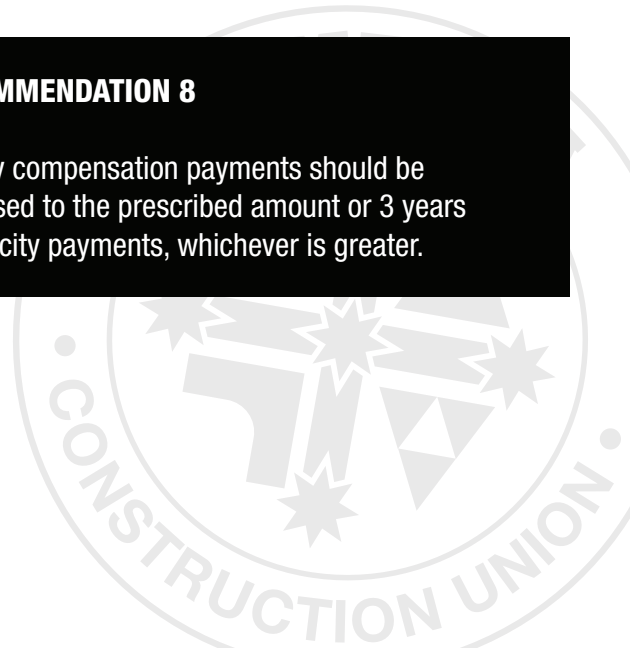 MMENDATION 8
y compensation payments should be
sed to the prescribed amount or 3 years
city payments, whichever is greater.
• CONSTRUCTION UNION •